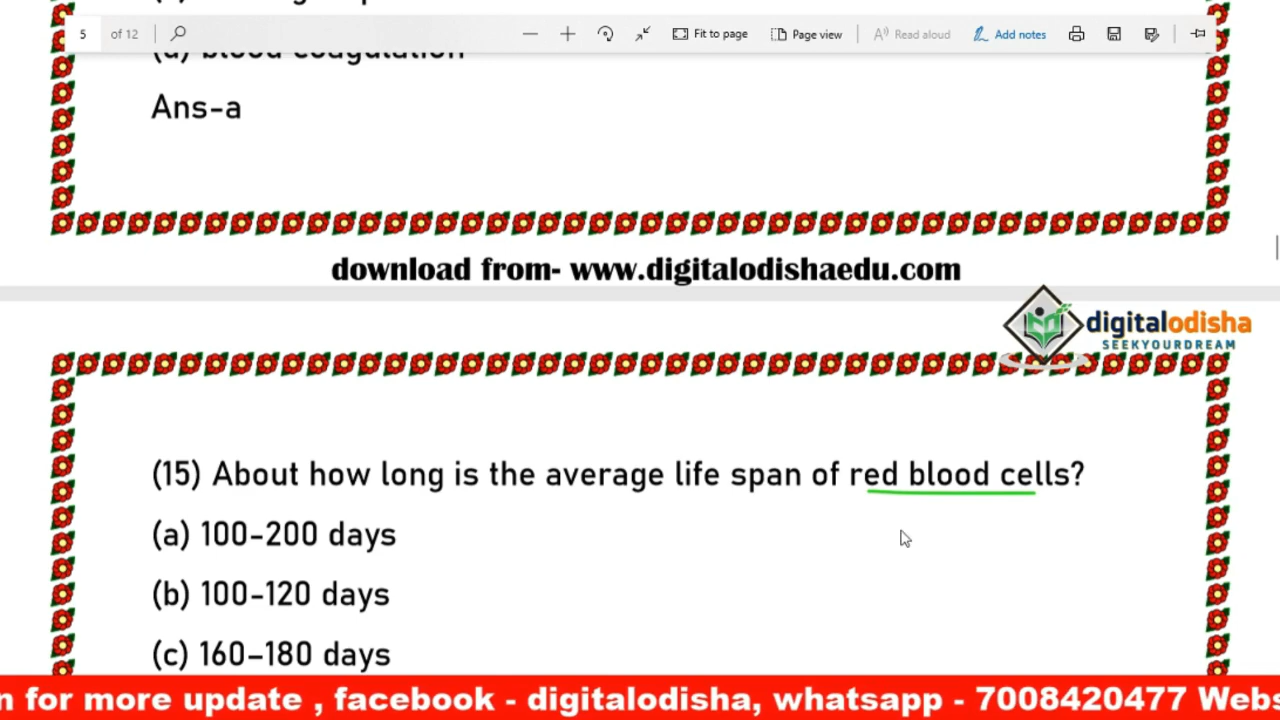 5 of 12 Fit to page Page view Read aloud Add notes
(d) blood coagulation
Ans-a
download from- www.digitalodishaedu.com
digitalodisha
SEEKYOURDREAM
(15) About how long is the average life span of red blood cells?
(a) 100-200 days
(b) 100-120 days
(c) 160-180 days
n for more update , facebook - digitalodisha, whatsapp - 7008420477 Webs